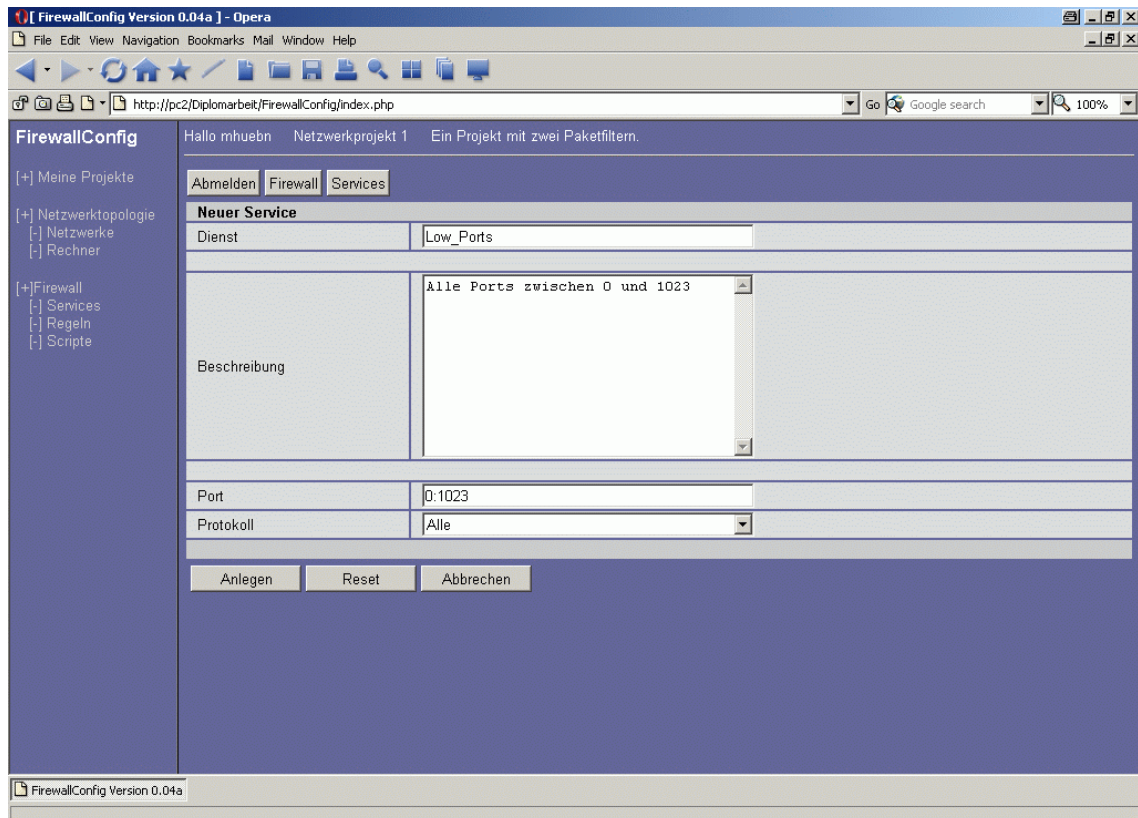 [ FirewallConfig Version 0.04a ] - Opera
File Edit View Navigation Bookmarks Mail Window Help
http://pc2/Diplomarbeit/FirewallConfig/index.php Go Google search 100%
FirewallConfig
[+] Meine Projekte
[+] Netzwerktopologie
[-] Netzwerke
[-] Rechner
[+]Firewall
[-] Services
[-] Regeln
[-] Scripte
Hallo mhuebn Netzwerkprojekt 1 Ein Projekt mit zwei Paketfiltern.
Abmelden Firewall Services
Neuer Service
Dienst Low_Ports
Beschreibung Alle Ports zwischen 0 und 1023
Port 0:1023
Protokoll Alle
Anlegen Reset Abbrechen
FirewallConfig Version 0.04a